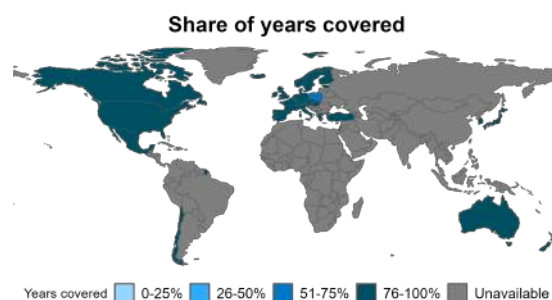 Share of years covered
Years covered 0-25% 26-50% 51-75% 76-100% Unavailable